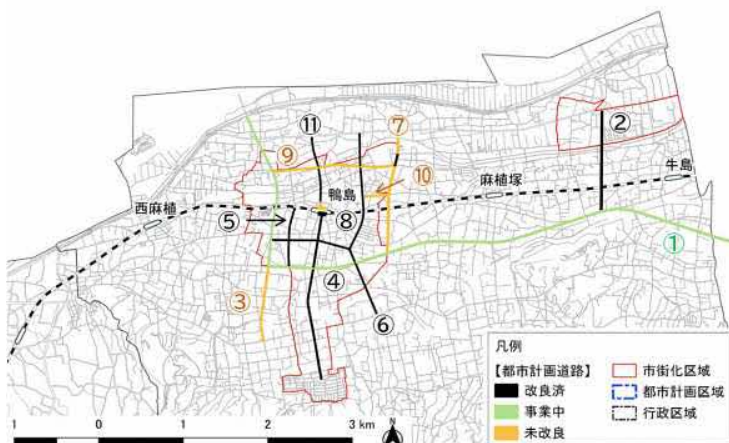 ⑪
⑦
②
⑨
⑩
牛島
麻植塚
鴨島
西麻植
⑤
⑧
①
④
③
⑥
凡例
【都市計画道路】
改良済
事業中
未改良
市街化区域
都市計画区域
行政区域
1 0 1 2 3 km
N